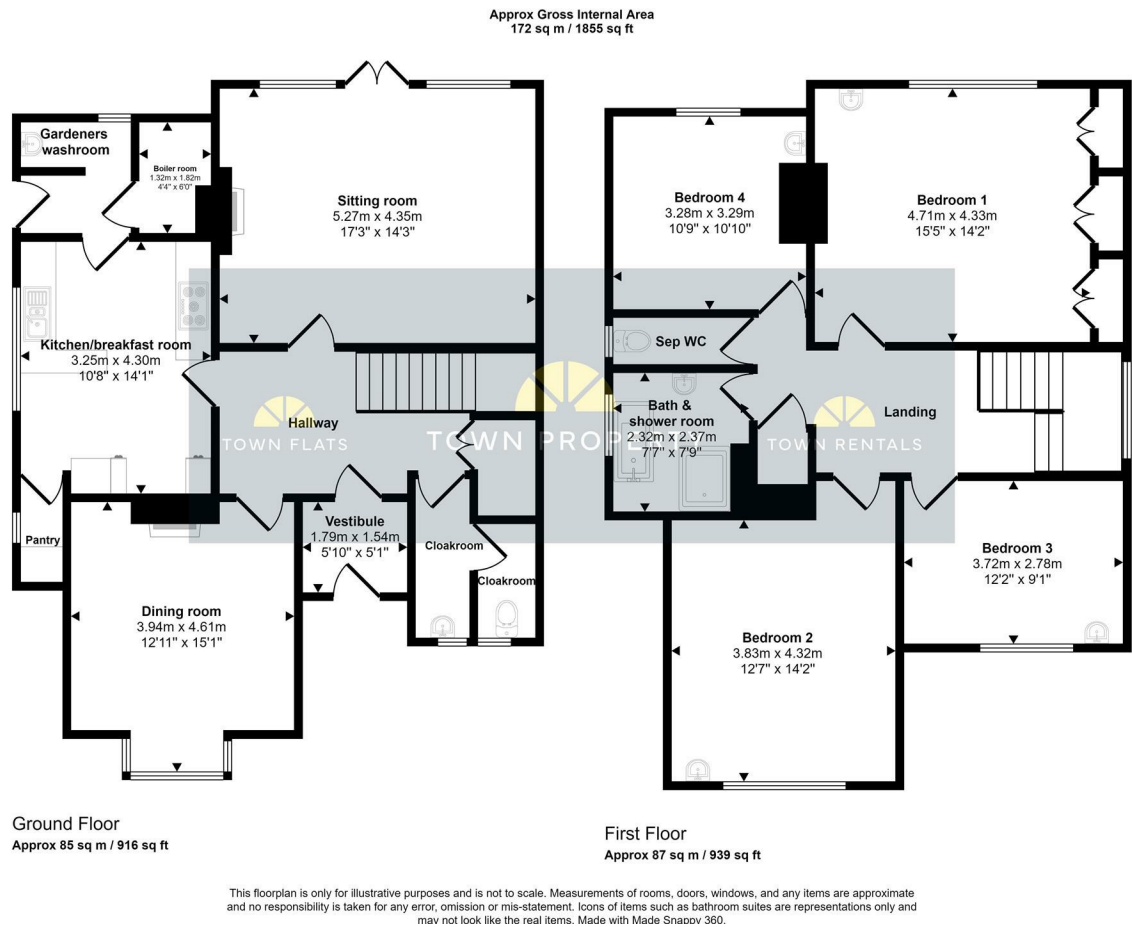 Approx Gross Internal Area
172 sq m / 1855 sq ft
Gardeners
washroom
Boiler room
1.32m x 1.82m
4'4" x 6'0"
Sitting room
5.27m x 4.35m
17'3" x 14'3"
Kitchen/breakfast room
3.25m x 4.30m
10'8" x 14'1"
Hallway
TOWN FLATS
Pantry
Vestibule
1.79m x 1.54m
5'10" x 5'1"
Cloakroom
Cloakroom
Dining room
3.94m x 4.61m
12'11" x 15'1"
TOWN PROPERTY
Bedroom 4
3.28m x 3.29m
10'9" x 10'10"
Bedroom 1
4.71m x 4.33m
15'5" x 14'2"
Sep WC
Bath &
shower room
2.32m x 2.37m
7'7" x 7'9"
Landing
TOWN RENTALS
Bedroom 3
3.72m x 2.78m
12'2" x 9'1"
Bedroom 2
3.83m x 4.32m
12'7" x 14'2"
Ground Floor
Approx 85 sq m / 916 sq ft
First Floor
Approx 87 sq m / 939 sq ft
This floorplan is only for illustrative purposes and is not to scale. Measurements of rooms, doors, windows, and any items are approximate
and no responsibility is taken for any error, omission or mis-statement. Icons of items such as bathroom suites are representations only and
may not look like the real items. Made with Made Snappy 360.